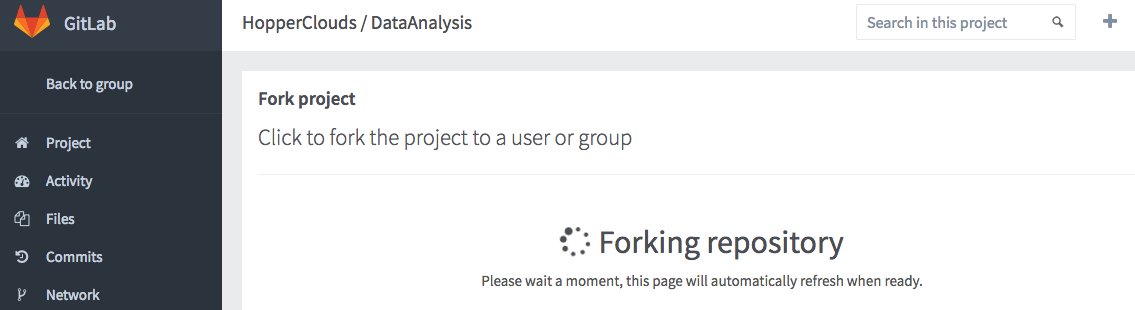 GitLab
HopperClouds / DataAnalysis
Search in this project
Back to group
Fork project
Click to fork the project to a user or group
Project
Activity
Files
Commits
Network
Forking repository
Please wait a moment, this page will automatically refresh when ready.